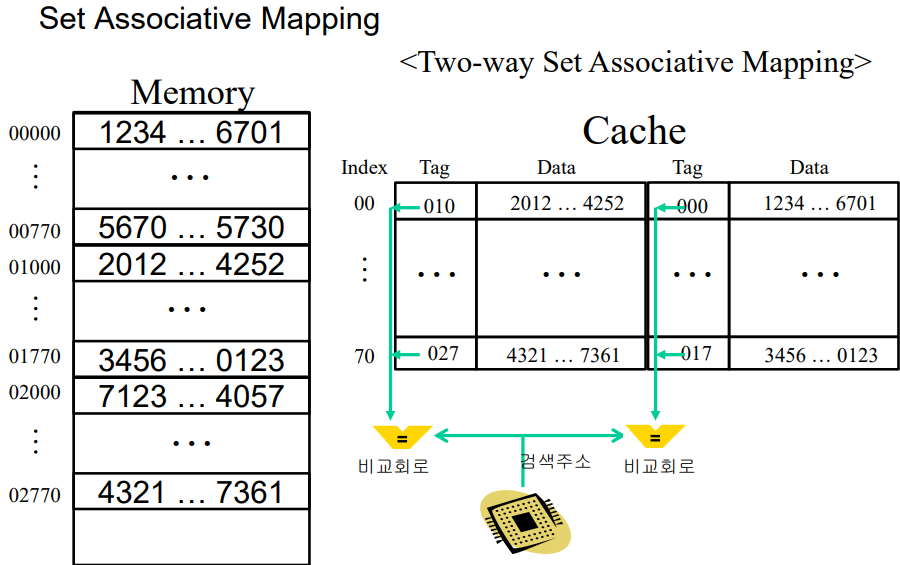 Set Associative Mapping
<Two-way Set Associative Mapping>
Memory
00000 1234 … 6701
⋮ …
00770 5670 … 5730
01000 2012 … 4252
⋮ …
01770 3456 … 0123
02000 7123 … 4057
⋮ …
02770 4321 … 7361
Cache
Index Tag Data Tag Data
00 010 2012 … 4252 000 1234 … 6701
⋮ … … … …
70 027 4321 … 7361 017 3456 … 0123
= =
비교회로 검색주소 비교회로